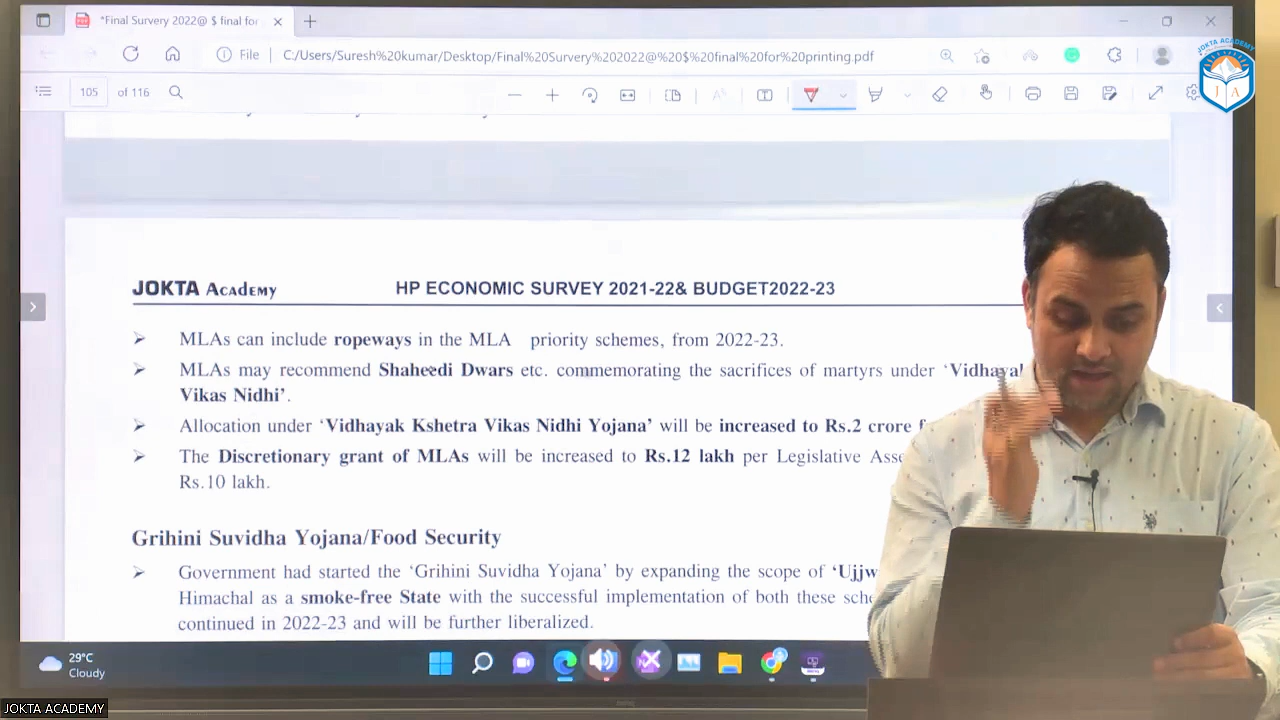 *Final Survery 2022@ $ final for
File C:/Users/Suresh%20kumar/Desktop/Final%20Survery%202022@%20$%20final%20for%20printing.pdf
JOKTA ACADEMY
J A
105 of 116
JOKTA ACADEMY HP ECONOMIC SURVEY 2021-22& BUDGET2022-23
➢ MLAs can include ropeways in the MLA priority schemes, from 2022-23.
➢ MLAs may recommend Shaheedi Dwars etc. commemorating the sacrifices of martyrs under ‘Vidhayak
Vikas Nidhi’.
➢ Allocation under ‘Vidhayak Kshetra Vikas Nidhi Yojana’ will be increased to Rs.2 crore f
➢ The Discretionary grant of MLAs will be increased to Rs.12 lakh per Legislative Asse
Rs.10 lakh.
Grihini Suvidha Yojana/Food Security
➢ Government had started the ‘Grihini Suvidha Yojana’ by expanding the scope of ‘Ujjw
Himachal as a smoke-free State with the successful implementation of both these sche
continued in 2022-23 and will be further liberalized.
29°C
Cloudy
JOKTA ACADEMY